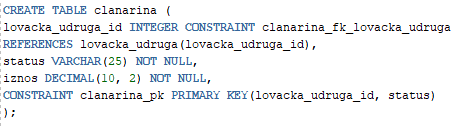 CREATE TABLE clanarina (
lovacka_udruga_id INTEGER CONSTRAINT clanarina_fk_lovacka_udruga
REFERENCES lovacka_udruga(lovacka_udruga_id),
status VARCHAR(25) NOT NULL,
iznos DECIMAL(10, 2) NOT NULL,
CONSTRAINT clanarina_pk PRIMARY KEY(lovacka_udruga_id, status)
);